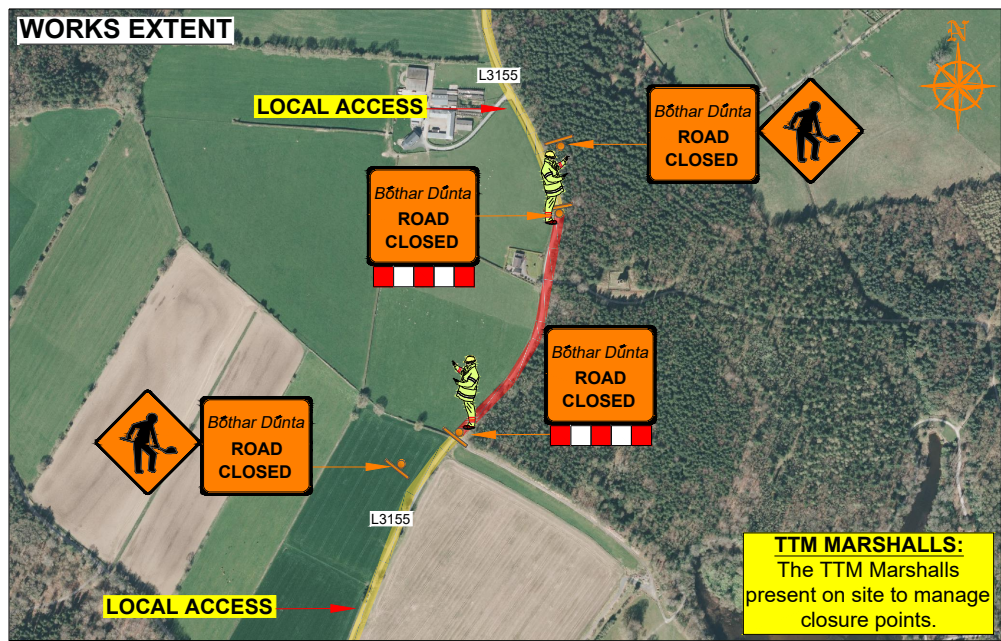 WORKS EXTENT
N
L3155
LOCAL ACCESS
Bóthar Dúnta
ROAD
CLOSED
Bóthar Dúnta
ROAD
CLOSED
Bóthar Dúnta
ROAD
CLOSED
Bóthar Dúnta
ROAD
CLOSED
L3155
LOCAL ACCESS
TTM MARSHALLS:
The TTM Marshalls
present on site to manage
closure points.